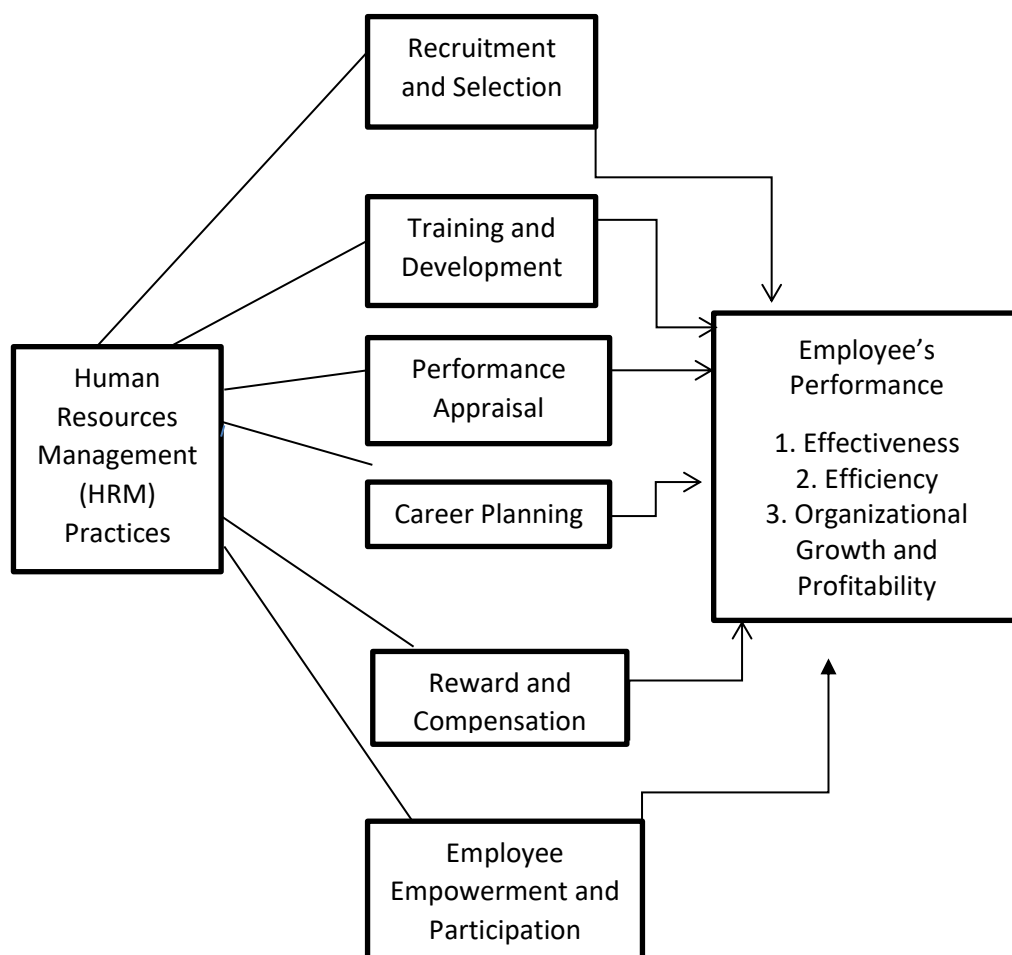 Recruitment
and Selection
Training and
Development
Human
Resources
Management
(HRM)
Practices
Performance
Appraisal
Career Planning
Reward and
Compensation
Employee
Empowerment and
Participation
Employee’s
Performance
1. Effectiveness
2. Efficiency
3. Organizational
Growth and
Profitability